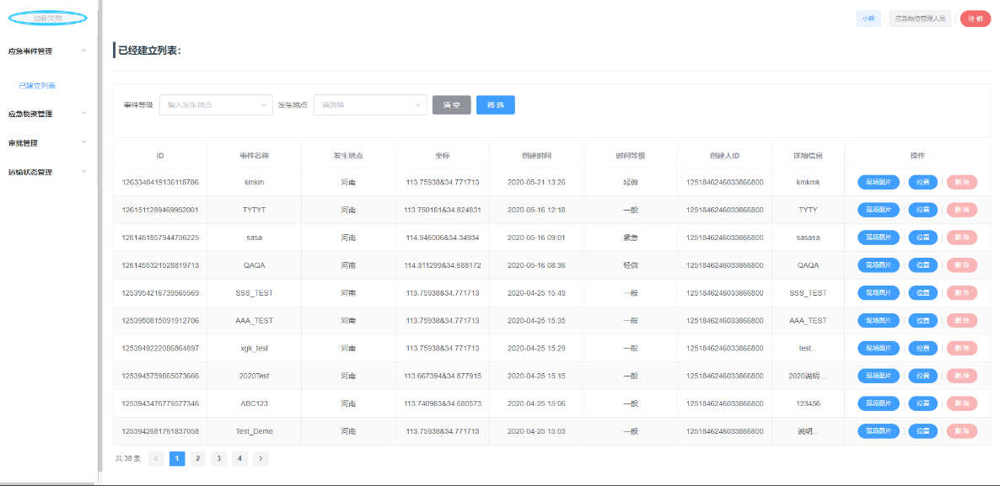 加载失败
小明 应急物资管理人员 注 销
应急事件管理
已建立列表
应急物资管理
审批管理
运输状态管理
已经建立列表:
事件等级 输入发生地点 发生地点 请选择 清 空 筛 选
ID 事件名称 发生地点 坐标 创建时间 时间等级 创建人ID 详细信息 操作
1263340419136118786 kmkm 河南 113.75938&34.771713 2020-05-21 13:26 轻微 1251846246033866800 kmkmk 现场图片 位置 删 除
1261511289469952001 TYTYT 河南 113.750181&34.824831 2020-05-16 12:18 一般 1251846246033866800 TYTY 现场图片 位置 删 除
1261461857944756225 sasa 河南 114.946006&34.34934 2020-05-16 09:01 紧急 1251846246033866800 sasasa 现场图片 位置 删 除
1261455321528819713 QAQA 河南 114.311299&34.688172 2020-05-16 08:36 轻微 1251846246033866800 QAQA 现场图片 位置 删 除
1253954216739565569 SSS_TEST 河南 113.75938&34.771713 2020-04-25 15:49 一般 1251846246033866800 SSS_TEST 现场图片 位置 删 除
1253950815091912706 AAA_TEST 河南 113.75938&34.771713 2020-04-25 15:35 一般 1251846246033866800 AAA_TEST 现场图片 位置 删 除
1253949222086864897 xgk_test 河南 113.75938&34.771713 2020-04-25 15:29 一般 1251846246033866800 test... 现场图片 位置 删 除
1253945759865073666 2020Test 河南 113.667394&34.877915 2020-04-25 15:15 一般 1251846246033866800 2020说明... 现场图片 位置 删 除
1253943476779577346 ABC123 河南 113.740983&34.680573 2020-04-25 15:06 一般 1251846246033866800 123456 现场图片 位置 删 除
1253942681761837058 Test_Demo 河南 113.75938&34.771713 2020-04-25 15:03 一般 1251846246033866800 说明... 现场图片 位置 删 除
共 38 条 1 2 3 4